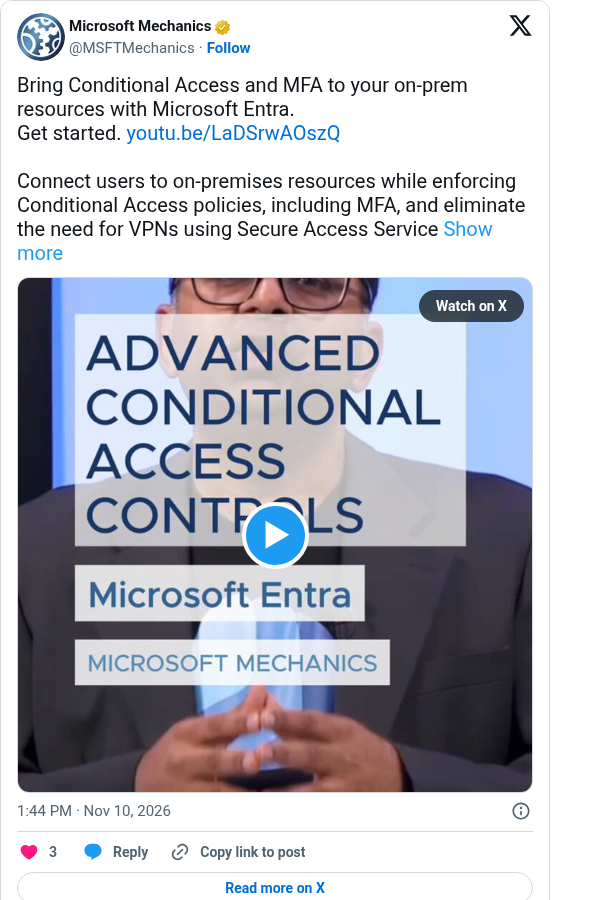 Microsoft Mechanics
@MSFTMechanics · Follow
Bring Conditional Access and MFA to your on-prem
resources with Microsoft Entra.
Get started. youtu.be/LaDSrwAOszQ
Connect users to on-premises resources while enforcing
Conditional Access policies, including MFA, and eliminate
the need for VPNs using Secure Access Service Show
more
Watch on X
ADVANCED
CONDITIONAL
ACCESS
CONTROLS
Microsoft Entra
MICROSOFT MECHANICS
1:44 PM · Nov 10, 2026
3 Reply Copy link to post
Read more on X